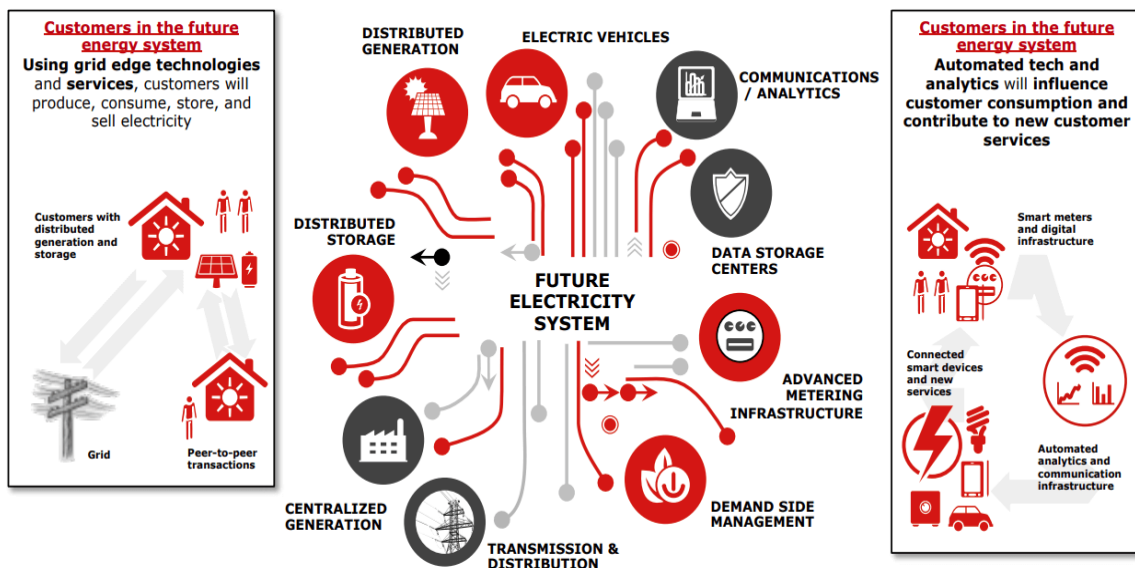 Customers in the future
energy system
Using grid edge technologies
and services, customers will
produce, consume, store, and
sell electricity
Customers with
distributed
generation and
storage
Grid
Peer-to-peer
transactions
DISTRIBUTED
GENERATION
ELECTRIC VEHICLES
COMMUNICATIONS
/ ANALYTICS
DISTRIBUTED
STORAGE
DATA STORAGE
CENTERS
FUTURE
ELECTRICITY
SYSTEM
ADVANCED
METERING
INFRASTRUCTURE
CENTRALIZED
GENERATION
DEMAND SIDE
MANAGEMENT
TRANSMISSION &
DISTRIBUTION
Customers in the future
energy system
Automated tech and
analytics will influence
customer consumption and
contribute to new customer
services
Smart meters
and digital
infrastructure
Connected
smart devices
and new
services
Automated
analytics and
communication
infrastructure